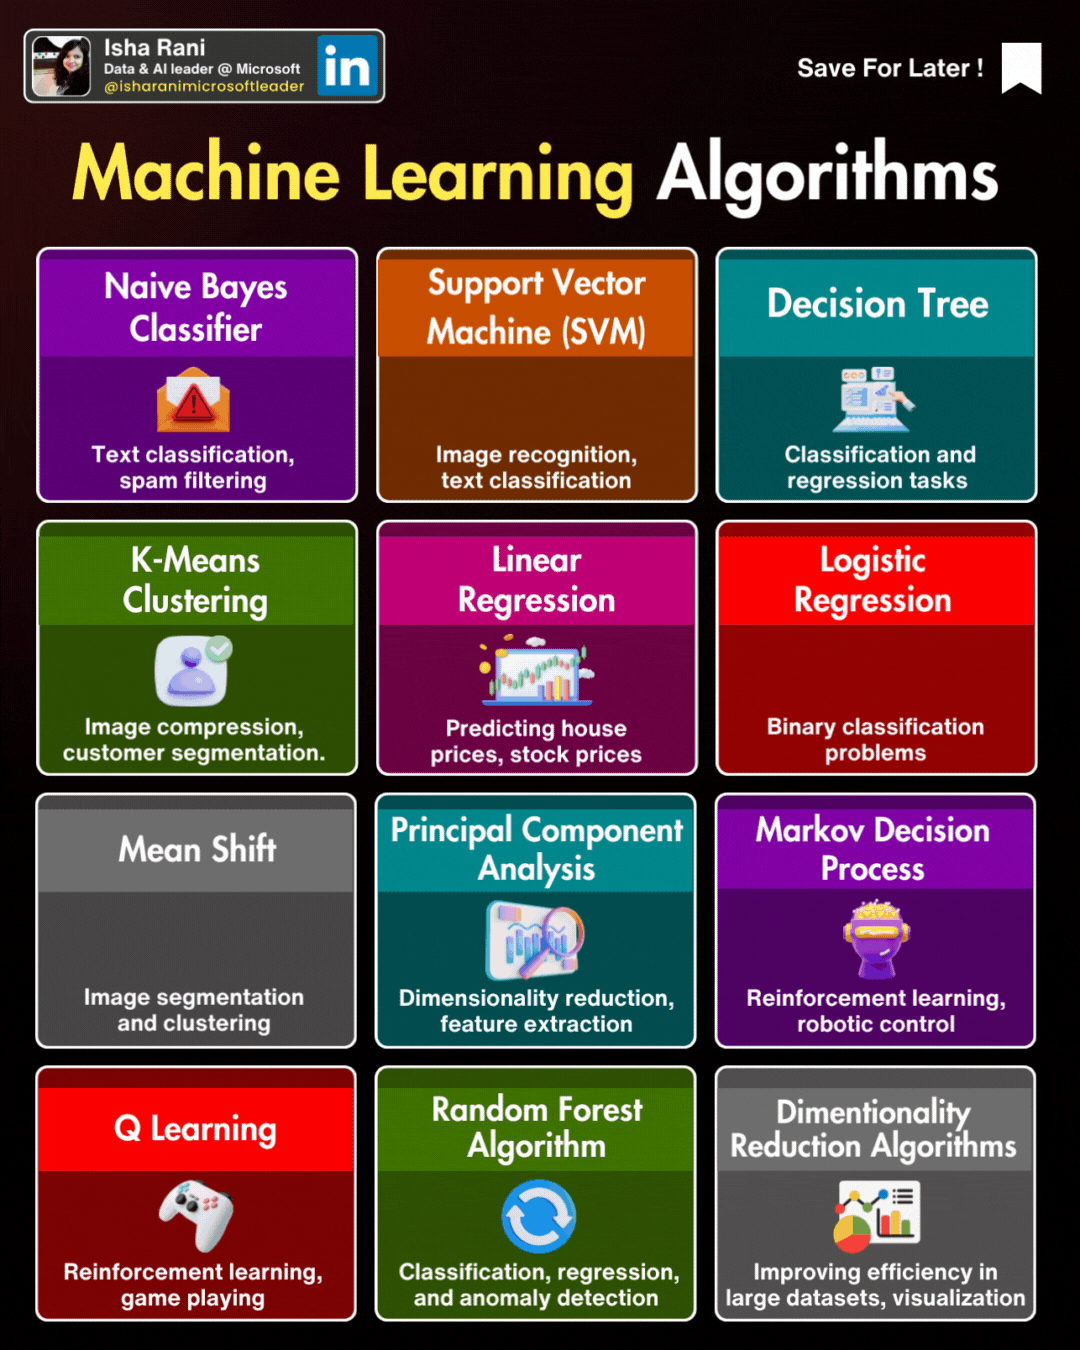 Isha Rani
Data & AI leader @ Microsoft
@isharanimicrosoftleader
in
Save For Later !
Machine Learning Algorithms
Naive Bayes
Classifier
Text classification,
spam filtering
Support Vector
Machine (SVM)
Image recognition,
text classification
Decision Tree
Classification and
regression tasks
K-Means
Clustering
Image compression,
customer segmentation.
Linear
Regression
Predicting house
prices, stock prices
Logistic
Regression
Binary classification
problems
Mean Shift
Image segmentation
and clustering
Principal Component
Analysis
Dimensionality reduction,
feature extraction
Markov Decision
Process
Reinforcement learning,
robotic control
Q Learning
Reinforcement learning,
game playing
Random Forest
Algorithm
Classification, regression,
and anomaly detection
Dimentionality
Reduction Algorithms
Improving efficiency in
large datasets, visualization